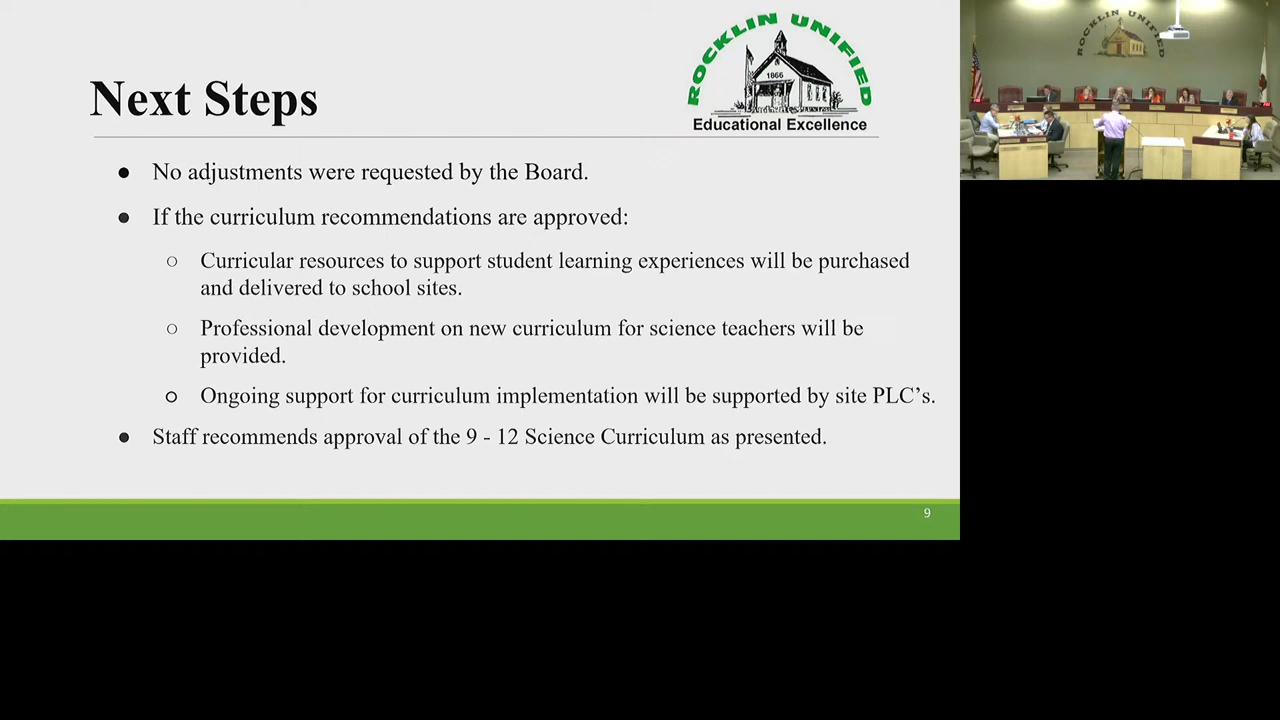 ROCKLIN UNIFIED
1866
Educational Excellence
Next Steps
● No adjustments were requested by the Board.
● If the curriculum recommendations are approved:
○ Curricular resources to support student learning experiences will be purchased
and delivered to school sites.
○ Professional development on new curriculum for science teachers will be
provided.
○ Ongoing support for curriculum implementation will be supported by site PLC’s.
● Staff recommends approval of the 9 - 12 Science Curriculum as presented.
9
ROCKLIN UNIFIED